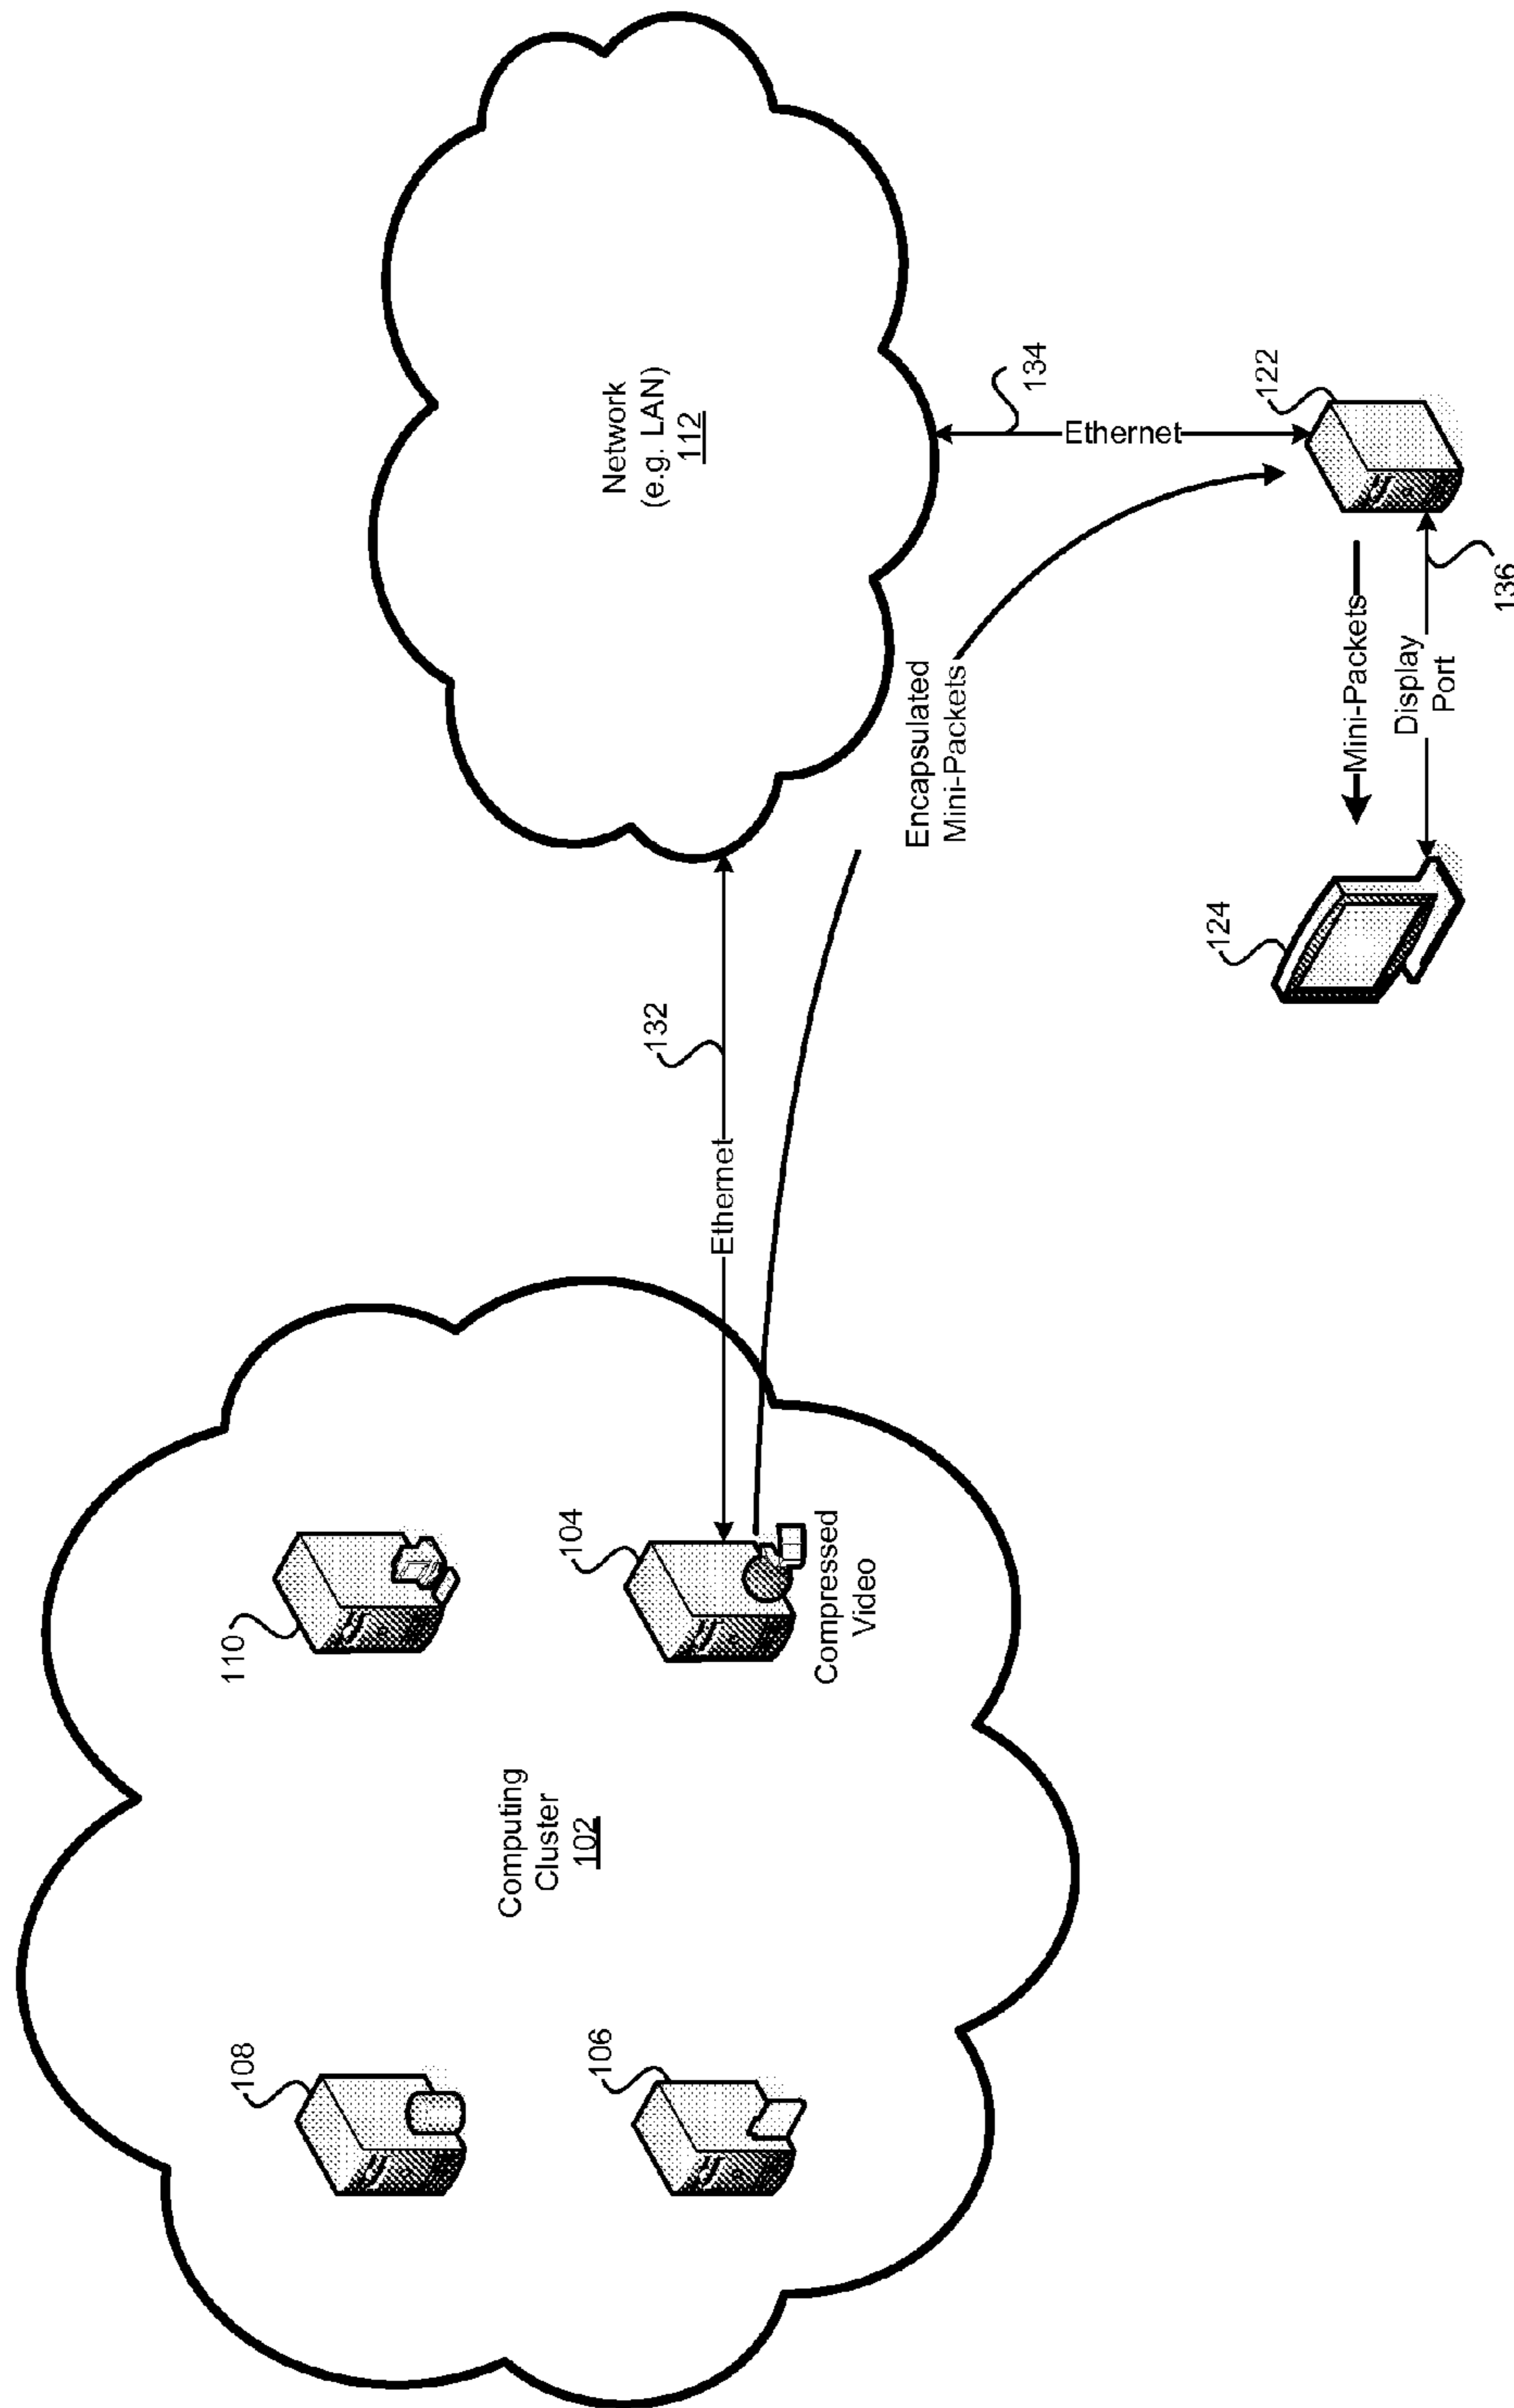 108
110
Computing
Cluster
102
106
104
Compressed
Video
Ethernet
132
Network
(e.g. LAN)
112
Encapsulated
Mini-Packets
134
Ethernet
124
122
Mini-Packets
Display
Port
136